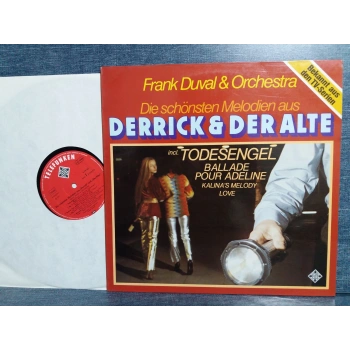 Frank Duval & Orchestra
Bekannt aus
den TV-Serien
Die schönsten Melodien aus
DERRICK & DER ALTE
incl. "TODESENGEL"
BALLADE
POUR ADELINE
KALINA'S MELODY
LOVE
TELEFUNKEN